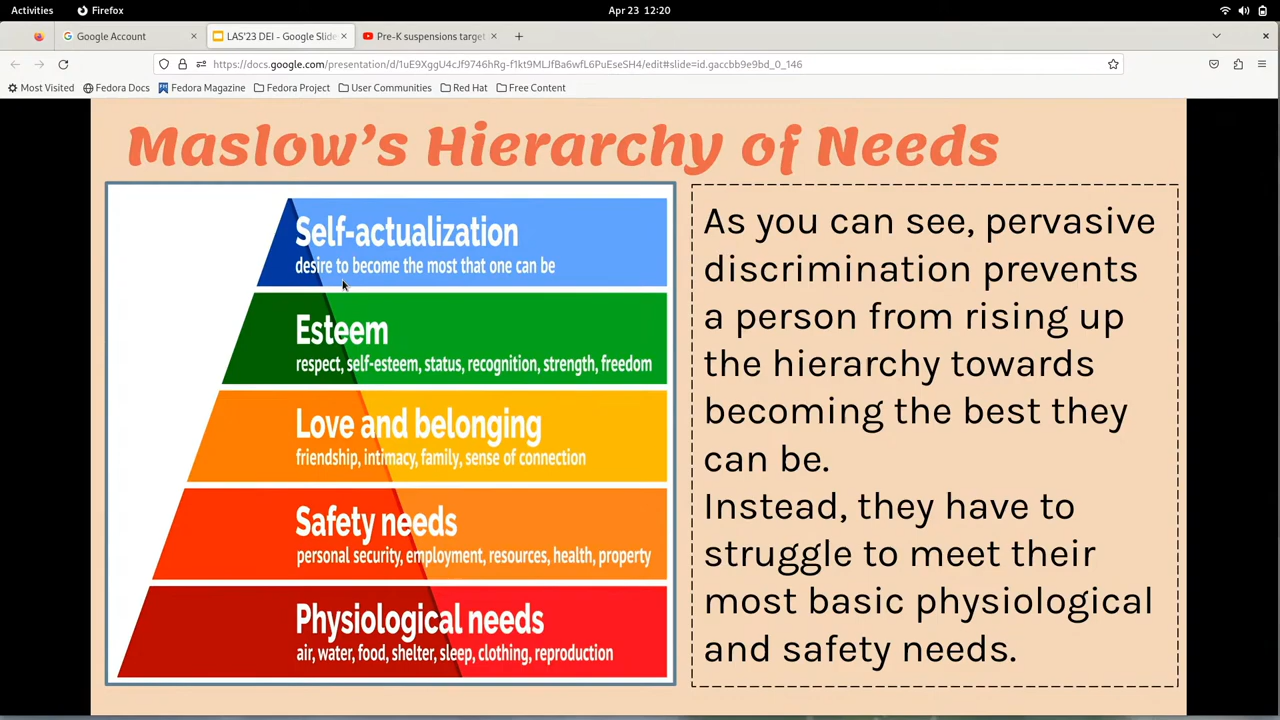 Activities
Firefox
Apr 23 12:20
Google Account
LAS'23 DEI - Google Slide
Pre-K suspensions target
https://docs.google.com/presentation/d/1uE9XggU4cJf9746hRg-f1kt9MLJfBa6wfL6PuEseSH4/edit#slide=id.gaccbb9e9bd_0_146
Most Visited
Fedora Docs
Fedora Magazine
Fedora Project
User Communities
Red Hat
Free Content
Maslow's Hierarchy of Needs
Self-actualization
desire to become the most that one can be
Esteem
respect, self-esteem, status, recognition, strength, freedom
Love and belonging
friendship, intimacy, family, sense of connection
Safety needs
personal security, employment, resources, health, property
Physiological needs
air, water, food, shelter, sleep, clothing, reproduction
As you can see, pervasive
discrimination prevents
a person from rising up
the hierarchy towards
becoming the best they
can be.
Instead, they have to
struggle to meet their
most basic physiological
and safety needs.